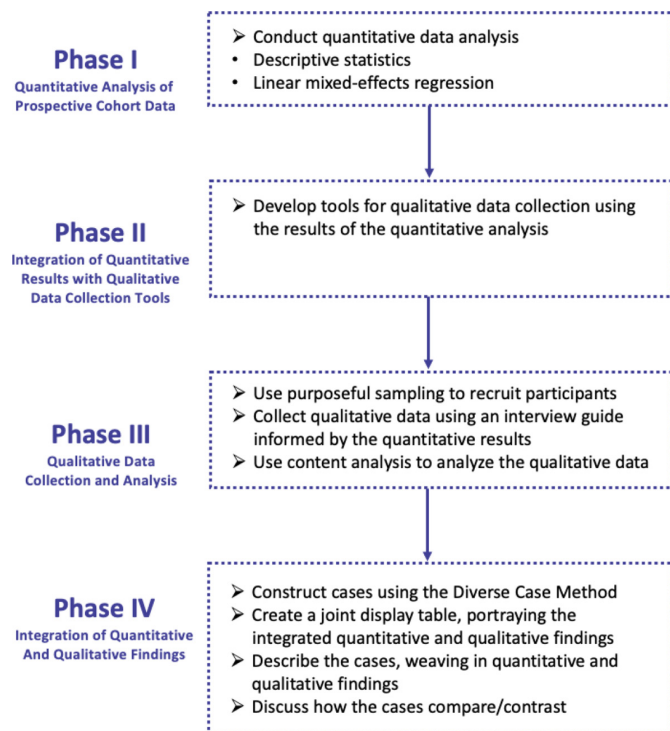 Phase I
Quantitative Analysis of
Prospective Cohort Data
➢ Conduct quantitative data analysis
• Descriptive statistics
• Linear mixed-effects regression
Phase II
Integration of Quantitative
Results with Qualitative
Data Collection Tools
➢ Develop tools for qualitative data collection using
the results of the quantitative analysis
Phase III
Qualitative Data
Collection and Analysis
➢ Use purposeful sampling to recruit participants
➢ Collect qualitative data using an interview guide
informed by the quantitative results
➢ Use content analysis to analyze the qualitative data
Phase IV
Integration of Quantitative
And Qualitative Findings
➢ Construct cases using the Diverse Case Method
➢ Create a joint display table, portraying the
integrated quantitative and qualitative findings
➢ Describe the cases, weaving in quantitative and
qualitative findings
➢ Discuss how the cases compare/contrast